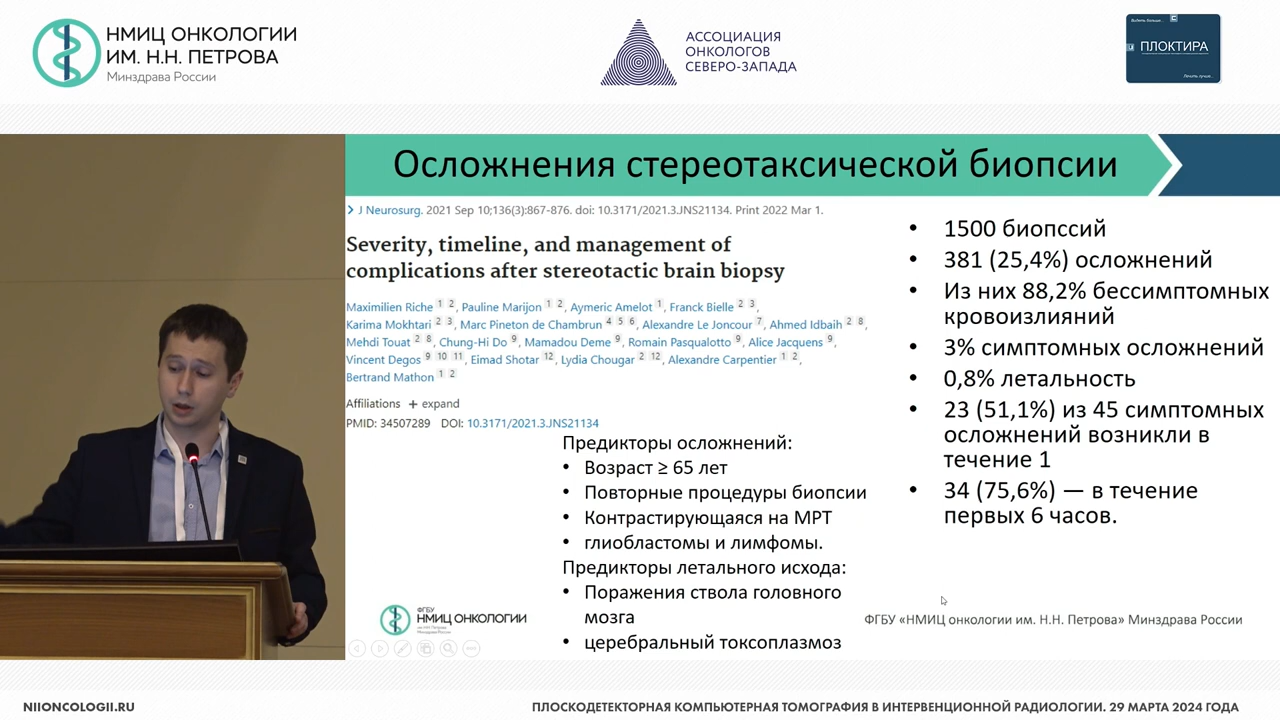 НМИЦ ОНКОЛОГИИ
ИМ. Н.Н. ПЕТРОВА
Минздрава России
АССОЦИАЦИЯ
ОНКОЛОГОВ
СЕВЕРО-ЗАПАДА
Видеть больше...
ПЛОКТИРА
Лечить лучше...
Осложнения стереотаксической биопсии
J Neurosurg. 2021 Sep 10;136(3):867-876. doi: 10.3171/2021.3.JNS21134. Print 2022 Mar 1.
Severity, timeline, and management of
complications after stereotactic brain biopsy
Maximilien Riche 1 2, Pauline Marijon 1 2, Aymeric Amelot 1, Franck Bielle 2 3,
Karima Mokhtari 2 3, Marc Pineton de Chambrun 4 5 6, Alexandre Le Joncour 7, Ahmed Idbaih 2 8,
Mehdi Touat 2 8, Chung-Hi Do 9, Mamadou Deme 9, Romain Pasqualotto 9, Alice Jacquens 9,
Vincent Degos 9 10 11, Eimad Shotar 12, Lydia Chougar 2 12, Alexandre Carpentier 1 2,
Bertrand Mathon 1 2
Affiliations + expand
PMID: 34507289 DOI: 10.3171/2021.3.JNS21134
Предикторы осложнений:
• Возраст ≥ 65 лет
• Повторные процедуры биопсии
• Контрастирующаяся на МРТ
• глиобластомы и лимфомы.
Предикторы летального исхода:
• Поражения ствола головного
мозга
• церебральный токсоплазмоз
• 1500 биопссий
• 381 (25,4%) осложнений
• Из них 88,2% бессимптомных
кровоизлияний
• 3% симптомных осложнений
• 0,8% летальность
• 23 (51,1%) из 45 симптомных
осложнений возникли в
течение 1
• 34 (75,6%) — в течение
первых 6 часов.
ФГБУ
НМИЦ ОНКОЛОГИИ
им. Н.Н. Петрова
Минздрава России
ФГБУ «НМИЦ онкологии им. Н.Н. Петрова» Минздрава России
NIIONCOLOGII.RU
ПЛОСКОДЕТЕКТОРНАЯ КОМПЬЮТЕРНАЯ ТОМОГРАФИЯ В ИНТЕРВЕНЦИОННОЙ РАДИОЛОГИИ. 29 МАРТА 2024 ГОДА